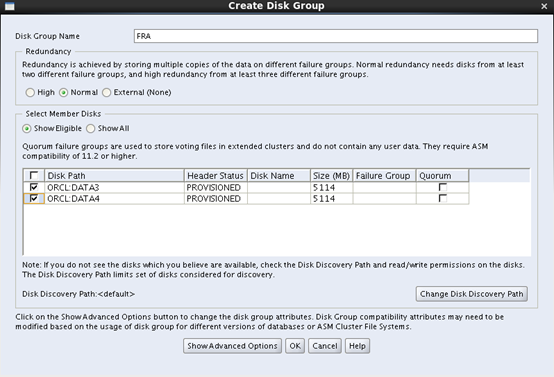 Create Disk Group
Disk Group Name FRA
Redundancy
Redundancy is achieved by storing multiple copies of the data on different failure groups. Normal redundancy needs disks from at least
two different failure groups, and high redundancy from at least three different failure groups.
High Normal External (None)
Select Member Disks
Show Eligible Show All
Quorum failure groups are used to store voting files in extended clusters and do not contain any user data. They require ASM
compatibility of 11.2 or higher.
Disk Path Header Status Disk Name Size (MB) Failure Group Quorum
ORCL:DATA3 PROVISIONED 5114
ORCL:DATA4 PROVISIONED 5114
Note: If you do not see the disks which you believe are available, check the Disk Discovery Path and read/write permissions on the disks.
The Disk Discovery Path limits set of disks considered for discovery.
Disk Discovery Path:<default> Change Disk Discovery Path
Click on the Show Advanced Options button to change the disk group attributes. Disk Group compatibility attributes may need to be
modified based on the usage of disk group for different versions of databases or ASM Cluster File Systems.
Show Advanced Options OK Cancel Help